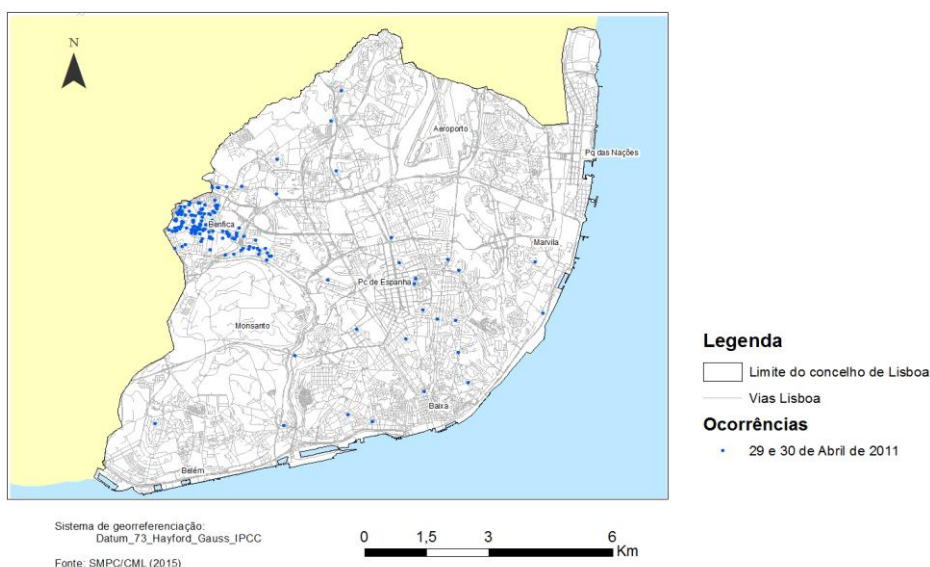 N
Aeroporto
Pq das Nações
Benfica
Marvila
Pc de Espanha
Monsanto
Baixa
Belém
Legenda
Limite do concelho de Lisboa
Vias Lisboa
Ocorrências
29 e 30 de Abril de 2011
Sistema de georreferenciação:
Datum_73_Hayford_Gauss_IPCC
0 1,5 3 6
Km
Fonte: SMPC/CML (2015)